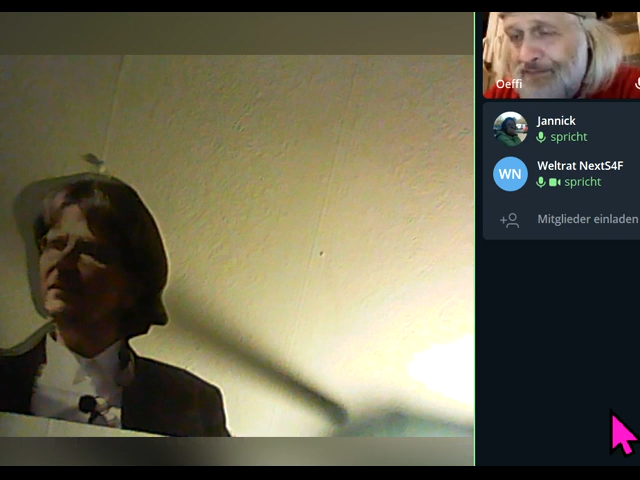 Oeffi
Jannick
spricht
WN
Weltrat NextS4F
spricht
Mitglieder einladen